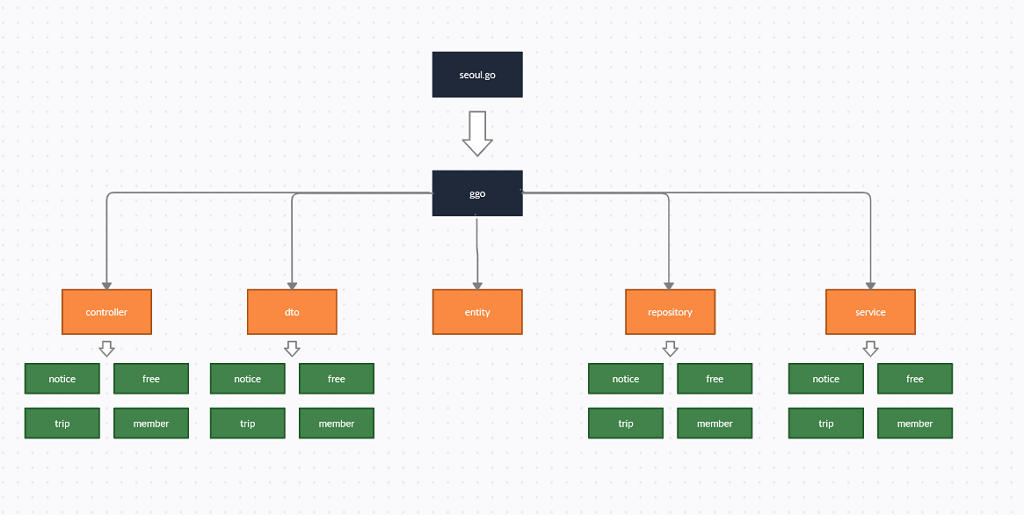 seoul.go
ggo
controller
dto
entity
repository
service
notice
free
notice
free
notice
free
notice
free
trip
member
trip
member
trip
member
trip
member